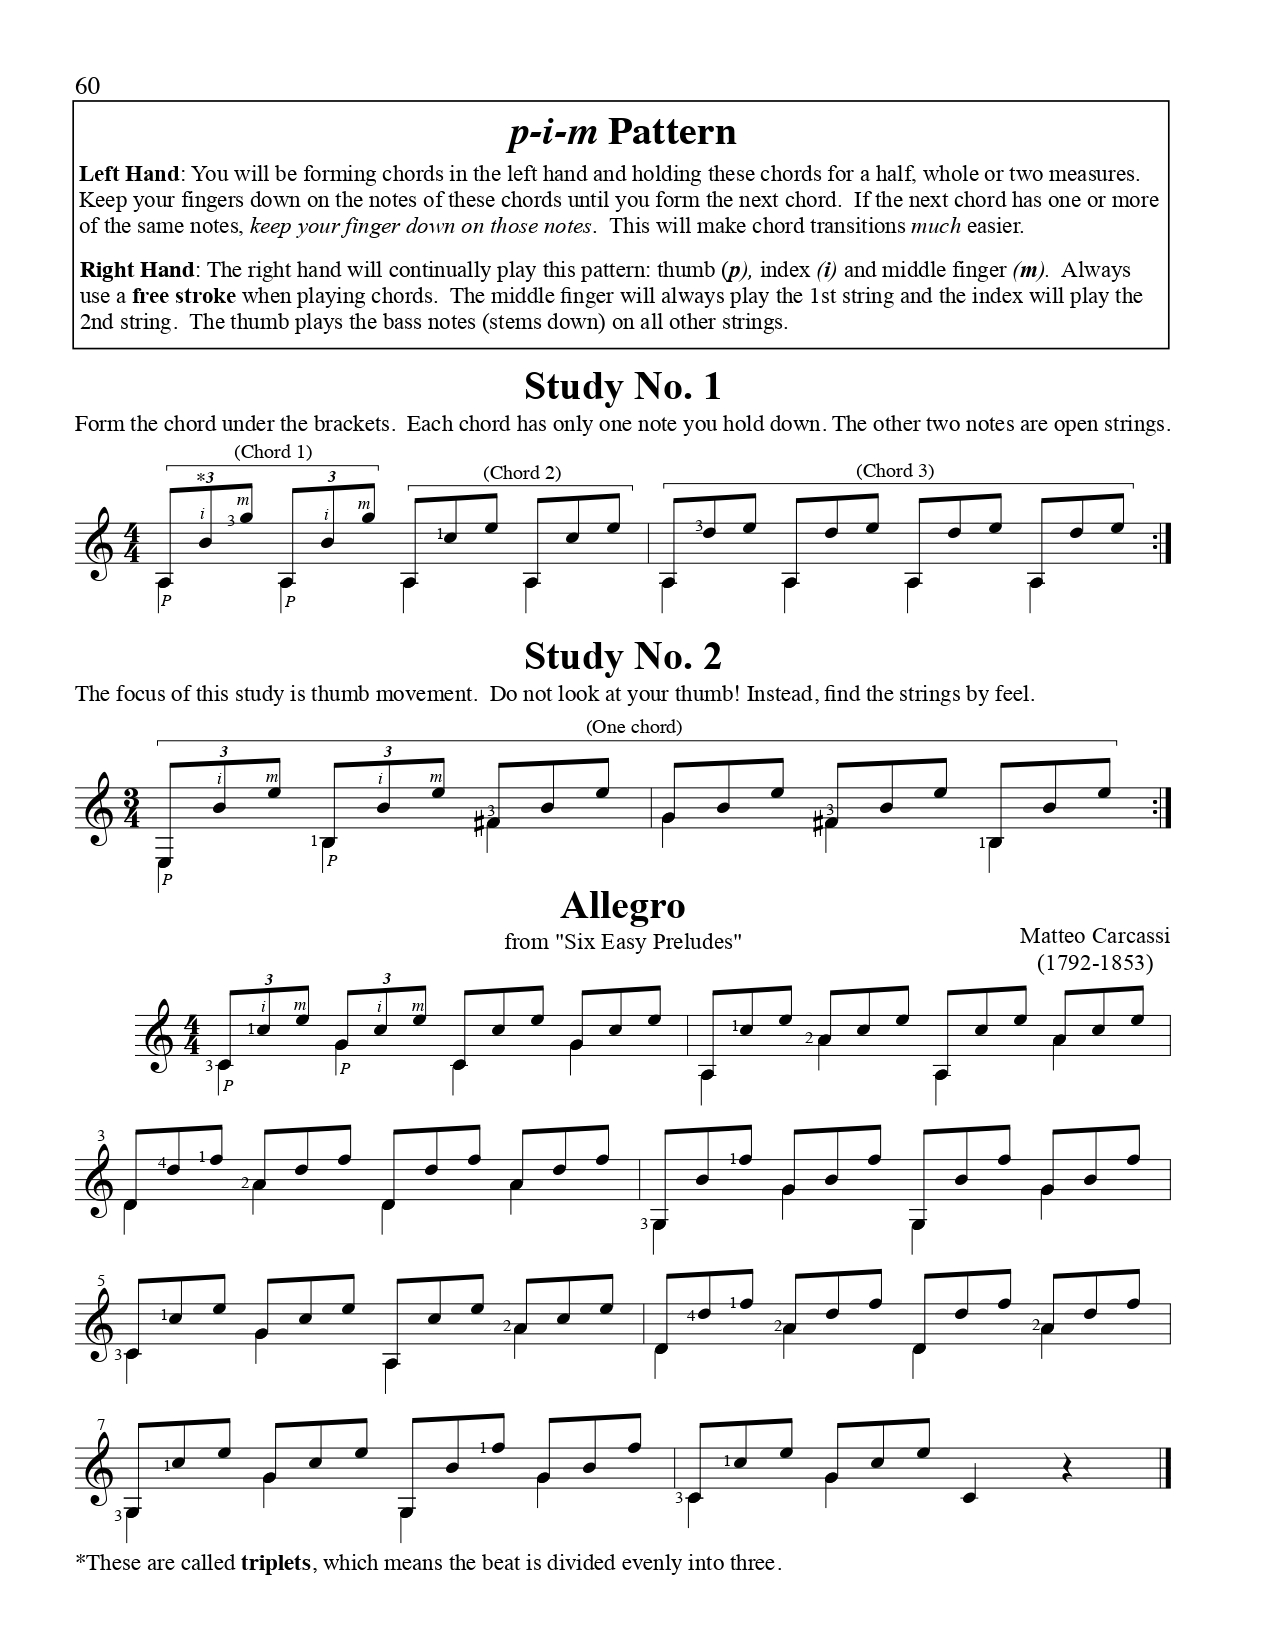 60
p-i-m Pattern
Left Hand: You will be forming chords in the left hand and holding these chords for a half, whole or two measures.
Keep your fingers down on the notes of these chords until you form the next chord. If the next chord has one or more
of the same notes, keep your finger down on those notes. This will make chord transitions much easier.
Right Hand: The right hand will continually play this pattern: thumb (p), index (i) and middle finger (m). Always
use a free stroke when playing chords. The middle finger will always play the 1st string and the index will play the
2nd string. The thumb plays the bass notes (stems down) on all other strings.
Study No. 1
Form the chord under the brackets. Each chord has only one note you hold down. The other two notes are open strings.
(Chord 1) (Chord 2) (Chord 3)
*3 3
i m i m
3 1 3
4
4
P P
Study No. 2
The focus of this study is thumb movement. Do not look at your thumb! Instead, find the strings by feel.
(One chord)
3 3
i m i m
3
4
1 3 3 1
P P
Allegro
from "Six Easy Preludes"
Matteo Carcassi
(1792-1853)
3 3
i m i m
4
4
3 1 1 2 2
P P
3
4 1 2 3 1
5
3 1 2 4 1 2 2
7
3 1 1 3 1
*These are called triplets, which means the beat is divided evenly into three.